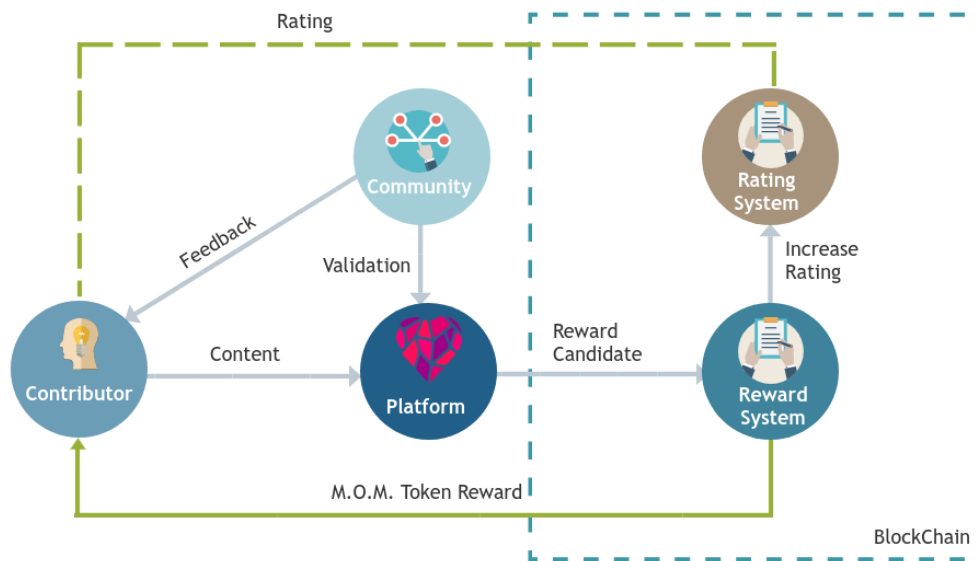 Rating
Community
Rating
System
Feedback
Validation
Increase
Rating
Contributor
Content
Platform
Reward
Candidate
Reward
System
M.O.M. Token Reward
BlockChain